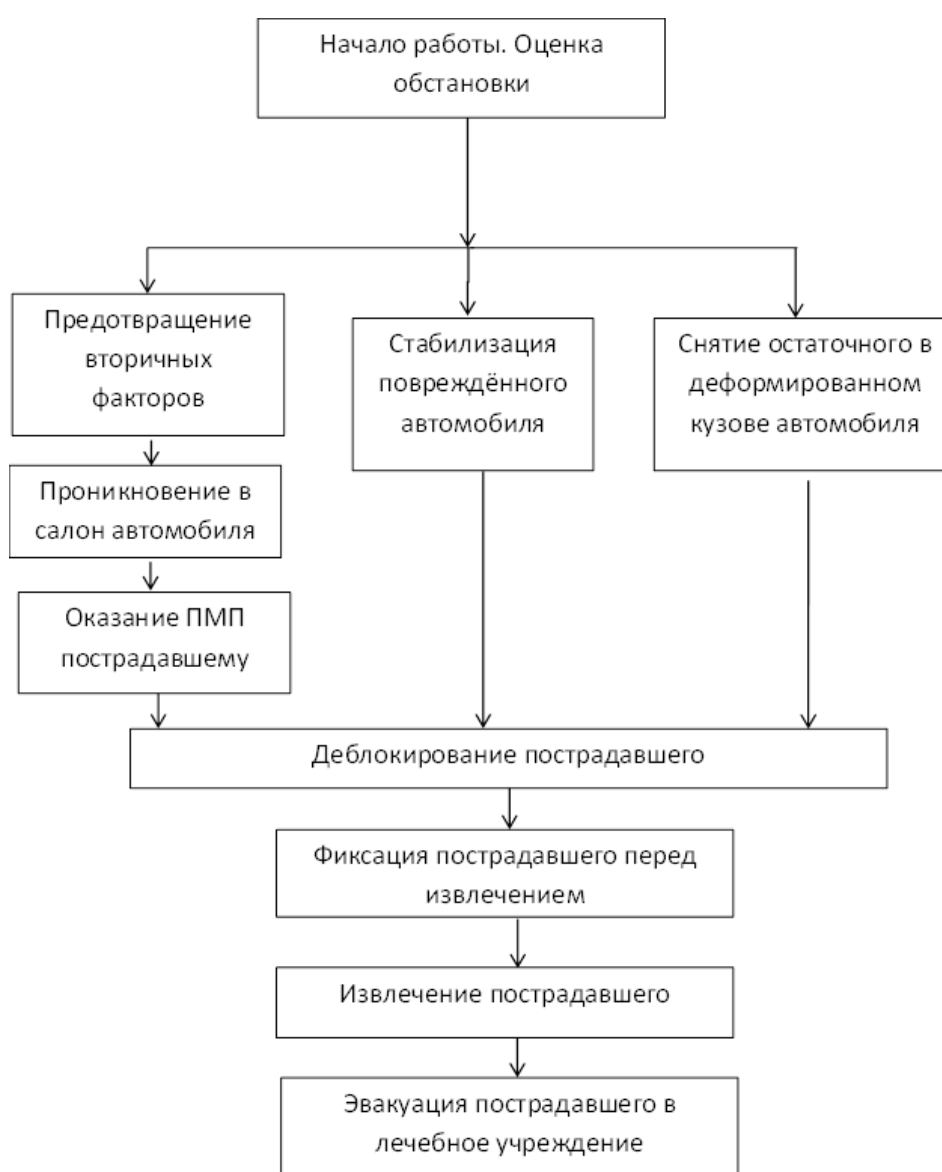 Начало работы. Оценка
обстановки
Предотвращение
вторичных
факторов
Стабилизация
повреждённого
автомобиля
Снятие остаточного в
деформированном
кузове автомобиля
Проникновение в
салон автомобиля
Оказание ПМП
пострадавшему
Деблокирование пострадавшего
Фиксация пострадавшего перед
извлечением
Извлечение пострадавшего
Эвакуация пострадавшего в
лечебное учреждение